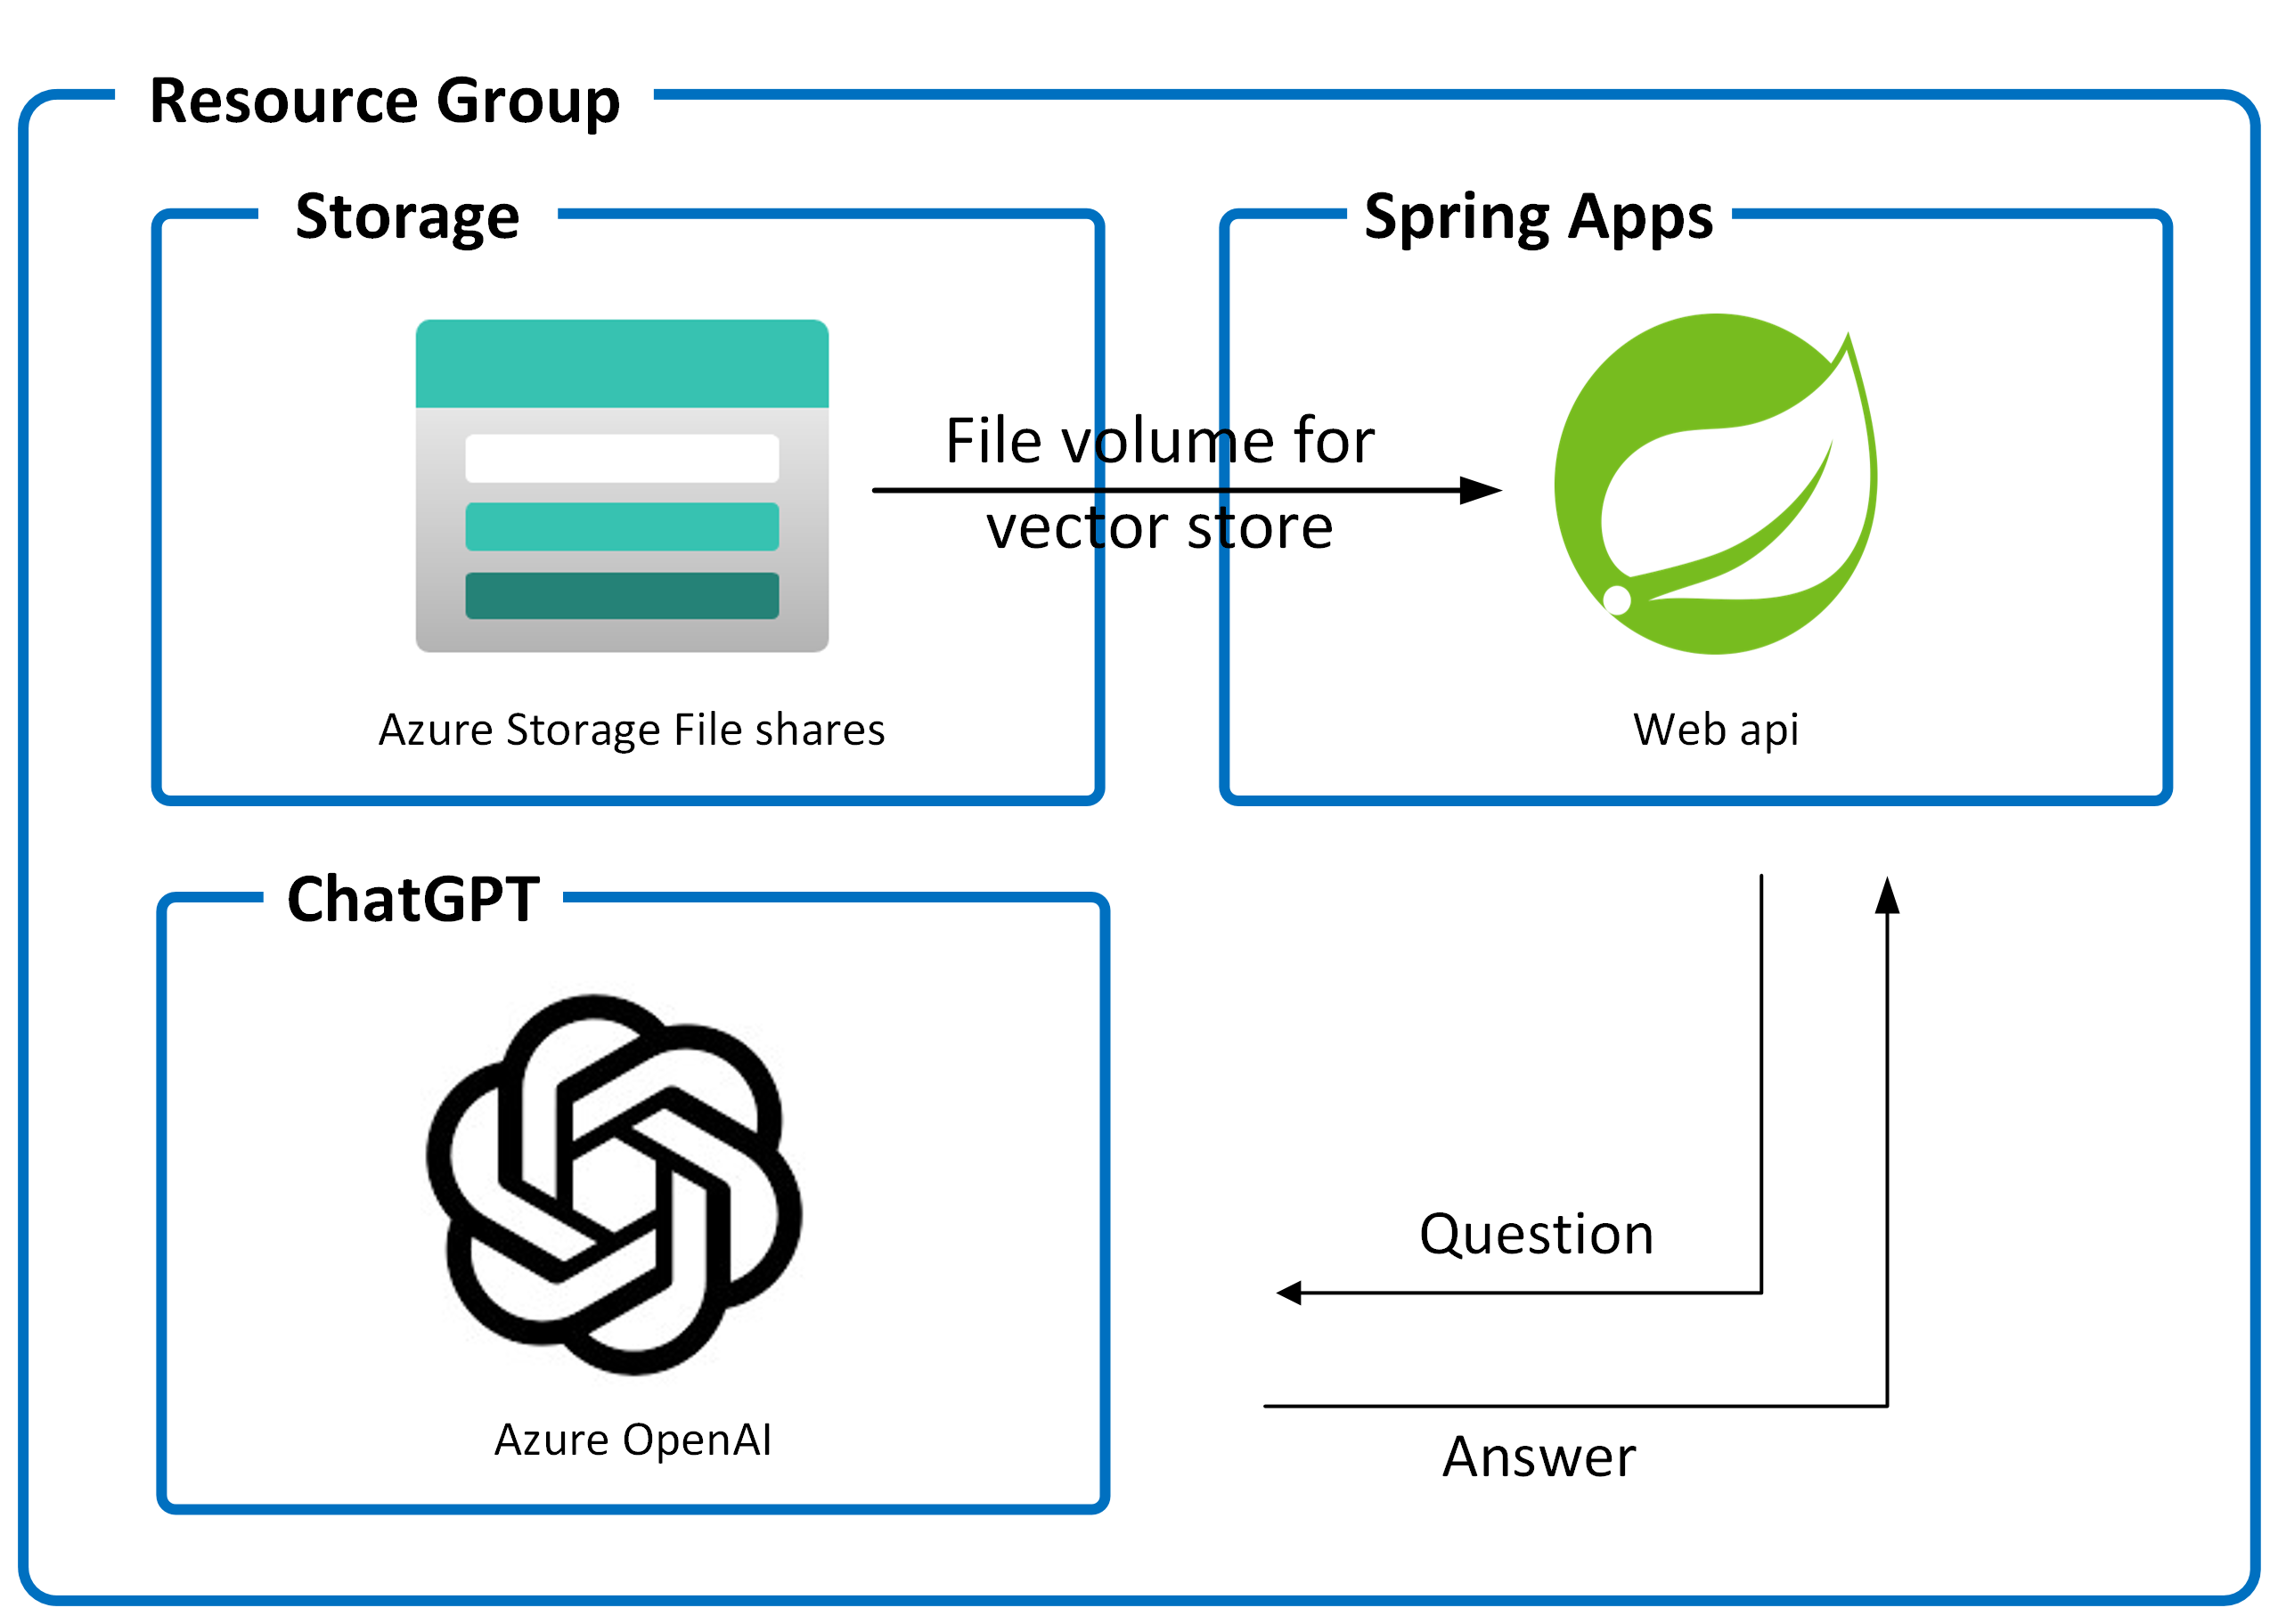 Resource Group
Storage
Spring Apps
File volume for
vector store
Azure Storage File shares
Web api
ChatGPT
Question
Azure OpenAI
Answer